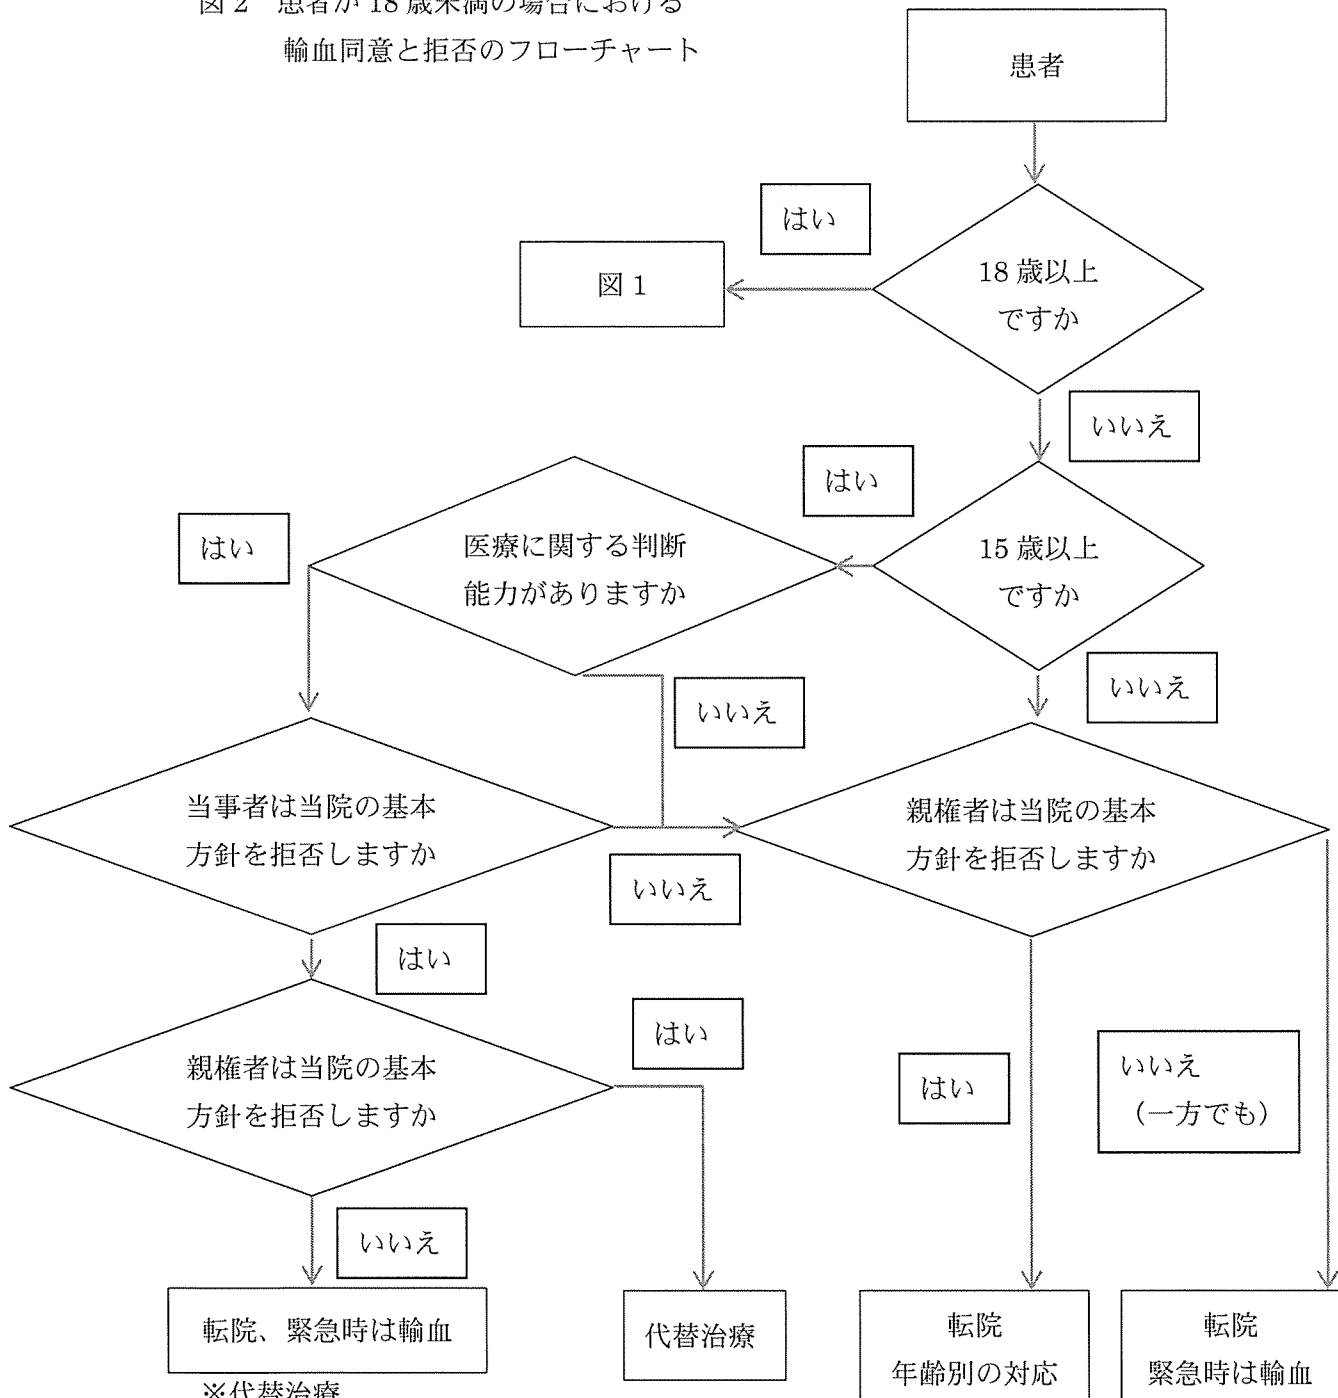 図 2 患者が 18 歳未満の場合における
輸血同意と拒否のフローチャート
患者
はい
18 歳以上
ですか
図 1
いいえ
はい
15 歳以上
ですか
はい
医療に関する判断
能力がありますか
いいえ
いいえ
当事者は当院の基本
方針を拒否しますか
親権者は当院の基本
方針を拒否しますか
いいえ
はい
はい
親権者は当院の基本
方針を拒否しますか
はい
いいえ
（一方でも）
いいえ
転院、緊急時は輸血
※代替治療
代替治療
転院
年齢別の対応
転院
緊急時は輸血